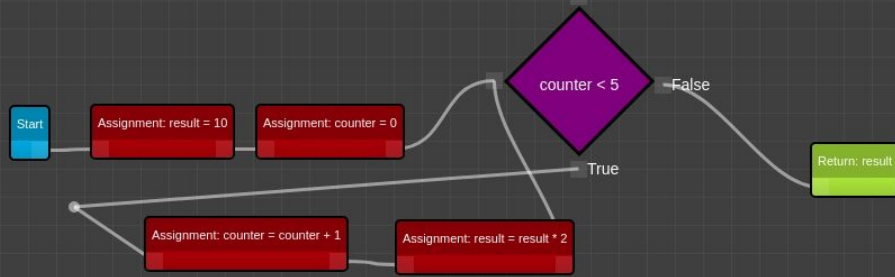 counter < 5
False
Start
Assignment: result = 10
Assignment: counter = 0
True
Return: result
Assignment: counter = counter + 1
Assignment: result = result * 2